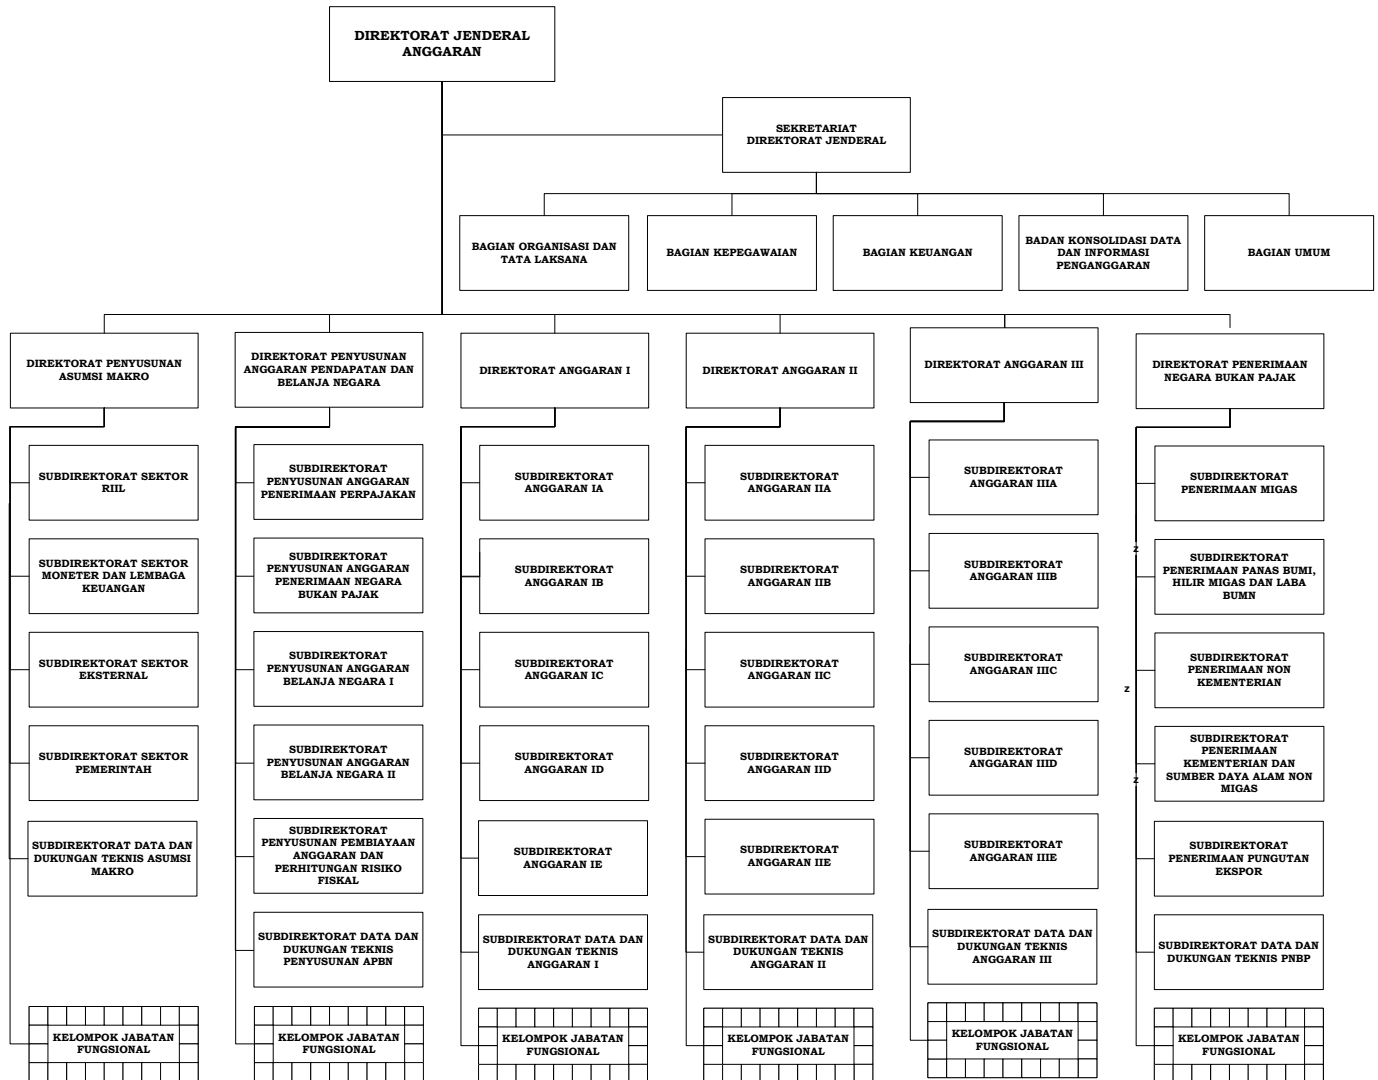 DIREKTORAT JENDERAL
ANGGARAN
SEKRETARIAT
DIREKTORAT JENDERAL
BAGIAN ORGANISASI DAN
TATA LAKSANA
BAGIAN KEPEGAWAIAN
BAGIAN KEUANGAN
BADAN KONSOLIDASI DATA
DAN INFORMASI
PENGANGGARAN
BAGIAN UMUM
DIREKTORAT PENYUSUNAN
ASUMSI MAKRO
SUBDIREKTORAT SEKTOR
RIIL
SUBDIREKTORAT SEKTOR
MONETER DAN LEMBAGA
KEUANGAN
SUBDIREKTORAT SEKTOR
EKSTERNAL
SUBDIREKTORAT SEKTOR
PEMERINTAH
SUBDIREKTORAT DATA DAN
DUKUNGAN TEKNIS ASUMSI
MAKRO
KELOMPOK JABATAN
FUNGSIONAL
DIREKTORAT PENYUSUNAN
ANGGARAN PENDAPATAN DAN
BELANJA NEGARA
SUBDIREKTORAT
PENYUSUNAN ANGGARAN
PENERIMAAN PERPAJAKAN
SUBDIREKTORAT
PENYUSUNAN ANGGARAN
PENERIMAAN NEGARA
BUKAN PAJAK
SUBDIREKTORAT
PENYUSUNAN ANGGARAN
BELANJA NEGARA I
SUBDIREKTORAT
PENYUSUNAN ANGGARAN
BELANJA NEGARA II
SUBDIREKTORAT
PENYUSUNAN PEMBIAYAAN
ANGGARAN DAN
PERHITUNGAN RISIKO
FISKAL
SUBDIREKTORAT DATA DAN
DUKUNGAN TEKNIS
PENYUSUNAN APBN
KELOMPOK JABATAN
FUNGSIONAL
DIREKTORAT ANGGARAN I
SUBDIREKTORAT
ANGGARAN IA
SUBDIREKTORAT
ANGGARAN IB
SUBDIREKTORAT
ANGGARAN IC
SUBDIREKTORAT
ANGGARAN ID
SUBDIREKTORAT
ANGGARAN IE
SUBDIREKTORAT DATA DAN
DUKUNGAN TEKNIS
ANGGARAN I
KELOMPOK JABATAN
FUNGSIONAL
DIREKTORAT ANGGARAN II
SUBDIREKTORAT
ANGGARAN IIA
SUBDIREKTORAT
ANGGARAN IIB
SUBDIREKTORAT
ANGGARAN IIC
SUBDIREKTORAT
ANGGARAN IID
SUBDIREKTORAT
ANGGARAN IIE
SUBDIREKTORAT DATA DAN
DUKUNGAN TEKNIS
ANGGARAN II
KELOMPOK JABATAN
FUNGSIONAL
DIREKTORAT ANGGARAN III
SUBDIREKTORAT
ANGGARAN IIIA
SUBDIREKTORAT
ANGGARAN IIIB
SUBDIREKTORAT
ANGGARAN IIIC
SUBDIREKTORAT
ANGGARAN IIID
SUBDIREKTORAT
ANGGARAN IIIE
SUBDIREKTORAT DATA DAN
DUKUNGAN TEKNIS
ANGGARAN III
KELOMPOK JABATAN
FUNGSIONAL
DIREKTORAT PENERIMAAN
NEGARA BUKAN PAJAK
SUBDIREKTORAT
PENERIMAAN MIGAS
z
SUBDIREKTORAT
PENERIMAAN PANAS BUMI,
HILIR MIGAS DAN LABA
BUMN
SUBDIREKTORAT
PENERIMAAN NON
KEMENTERIAN
z
SUBDIREKTORAT
PENERIMAAN
KEMENTERIAN DAN
SUMBER DAYA ALAM NON
MIGAS
z
SUBDIREKTORAT
PENERIMAAN PUNGUTAN
EKSPOR
SUBDIREKTORAT DATA DAN
DUKUNGAN TEKNIS PNBP
KELOMPOK JABATAN
FUNGSIONAL